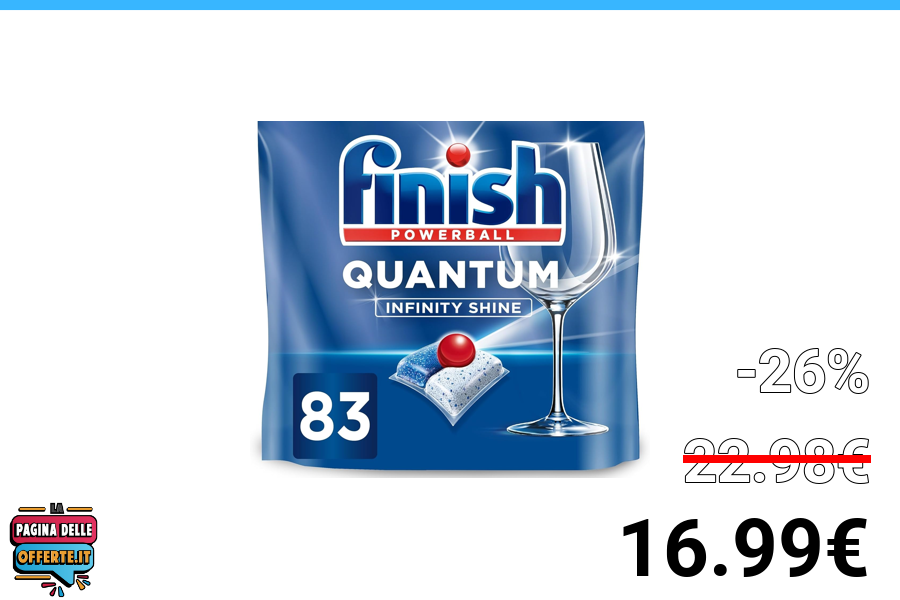 finish
POWERBALL
QUANTUM
INFINITY SHINE
83
-26%
22.98€
16.99€
LA
PAGINA DELLE
OFFERTE.IT